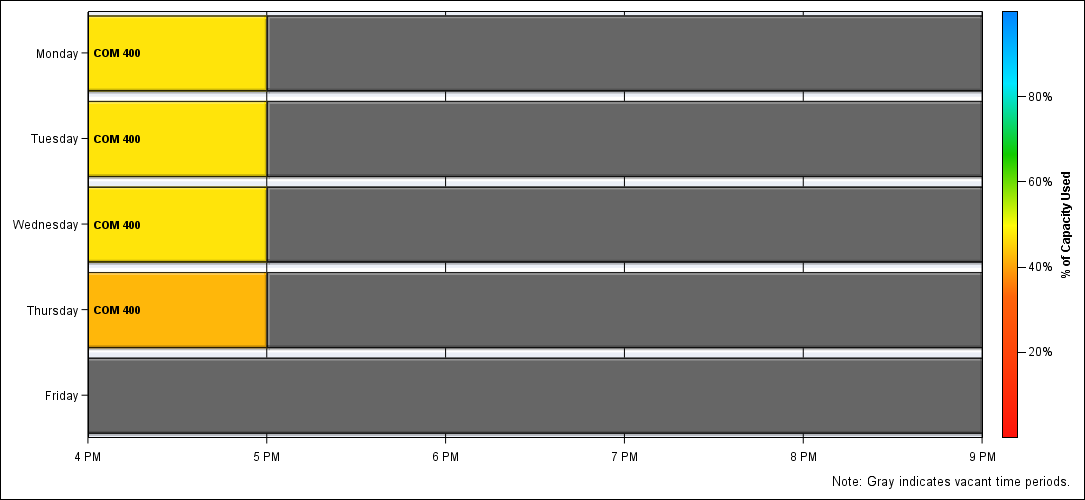 Monday
COM 400
Tuesday
COM 400
Wednesday
COM 400
Thursday
COM 400
Friday
4 PM 5 PM 6 PM 7 PM 8 PM 9 PM
80%
60%
40%
20%
% of Capacity Used
Note: Gray indicates vacant time periods.